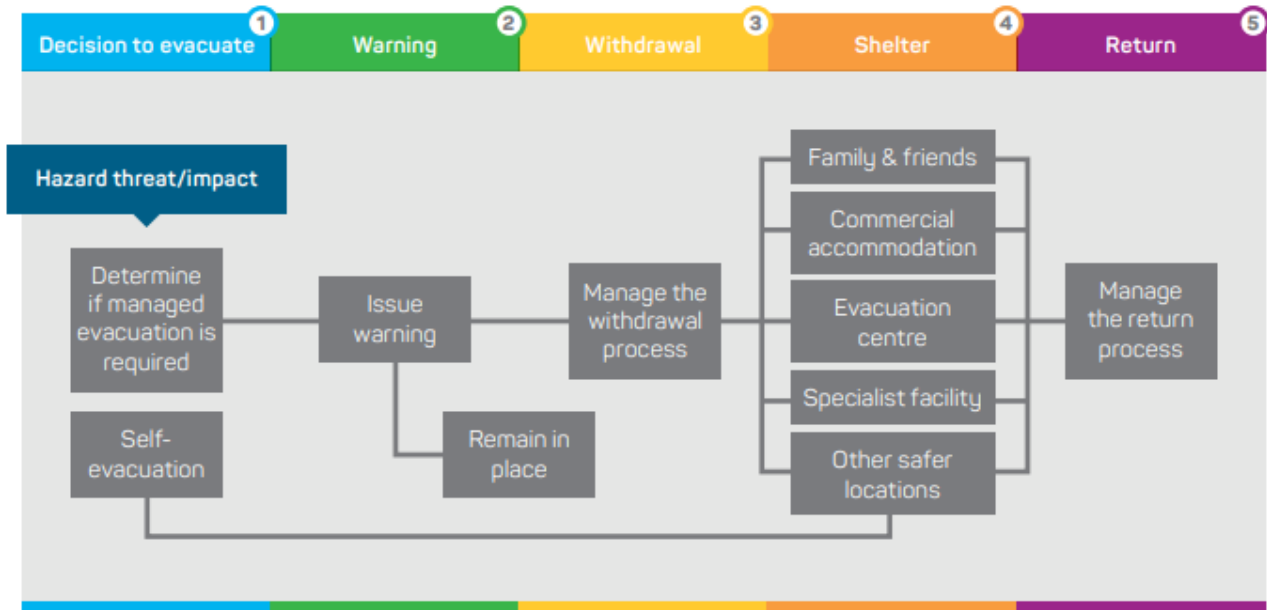 Decision to evacuate 1
Warning 2
Withdrawal 3
Shelter 4
Return 5
Hazard threat/impact
Determine
if managed
evacuation is
required
Self-
evacuation
Issue
warning
Remain in
place
Manage the
withdrawal
process
Family & friends
Commercial
accommodation
Evacuation
centre
Specialist facility
Other safer
locations
Manage
the return
process